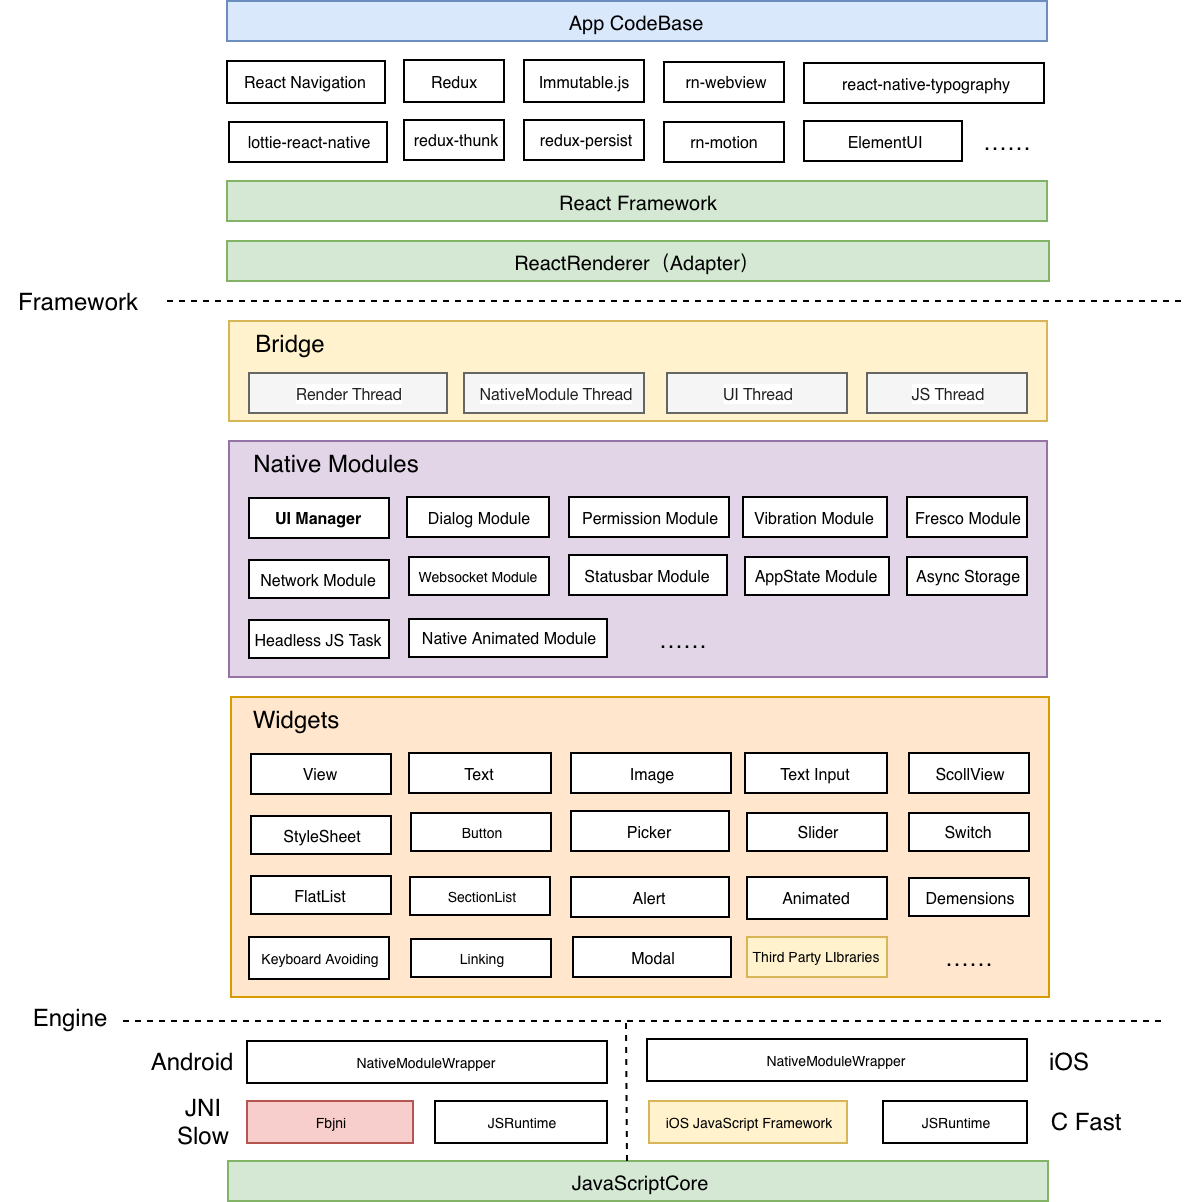 App CodeBase
React Navigation
Redux
Immutable.js
rn-webview
react-native-typography
lottie-react-native
redux-thunk
redux-persist
rn-motion
ElementUI
......
React Framework
ReactRenderer（Adapter）
Framework
Bridge
Render Thread
NativeModule Thread
UI Thread
JS Thread
Native Modules
UI Manager
Dialog Module
Permission Module
Vibration Module
Fresco Module
Network Module
Websocket Module
Statusbar Module
AppState Module
Async Storage
Headless JS Task
Native Animated Module
......
Widgets
View
Text
Image
Text Input
ScollView
StyleSheet
Button
Picker
Slider
Switch
FlatList
SectionList
Alert
Animated
Demensions
Keyboard Avoiding
Linking
Modal
Third Party LIbraries
......
Engine
Android
NativeModuleWrapper
NativeModuleWrapper
iOS
JNI
Slow
Fbjni
JSRuntime
iOS JavaScript Framework
JSRuntime
C Fast
JavaScriptCore